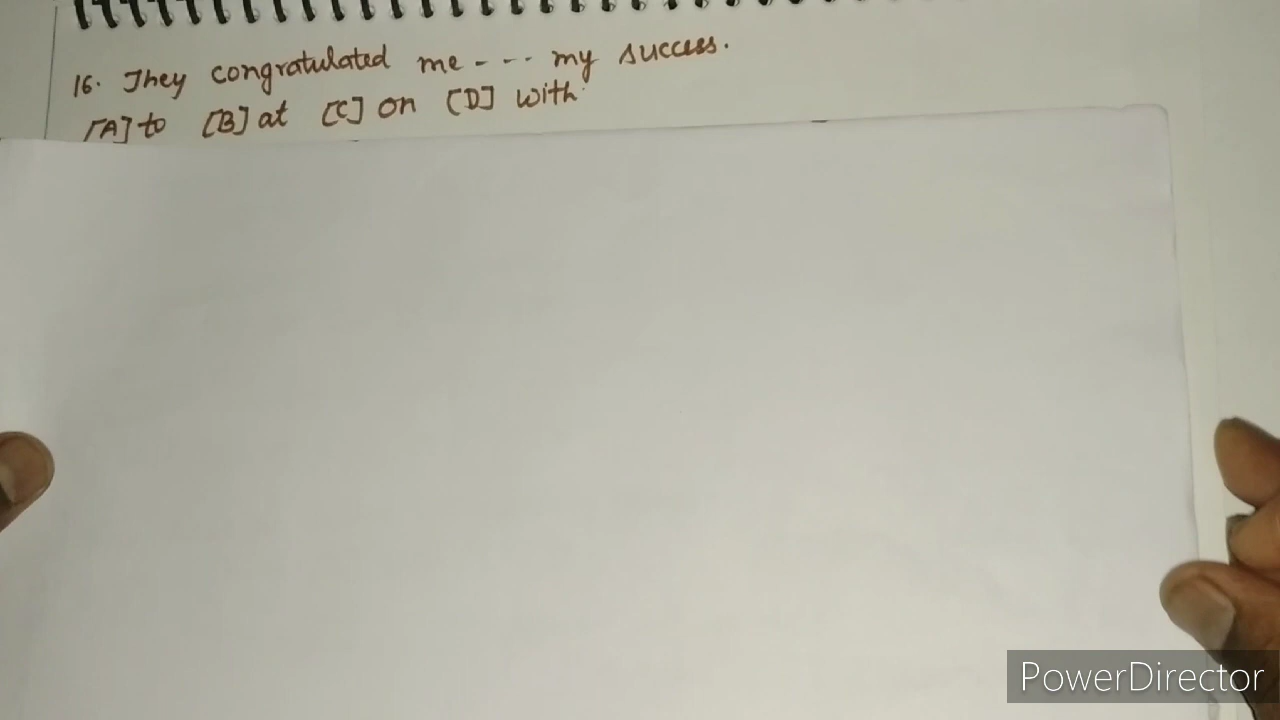 16. They congratulated me---- my success.
[A] to [B] at [C] on [D] with
PowerDirector